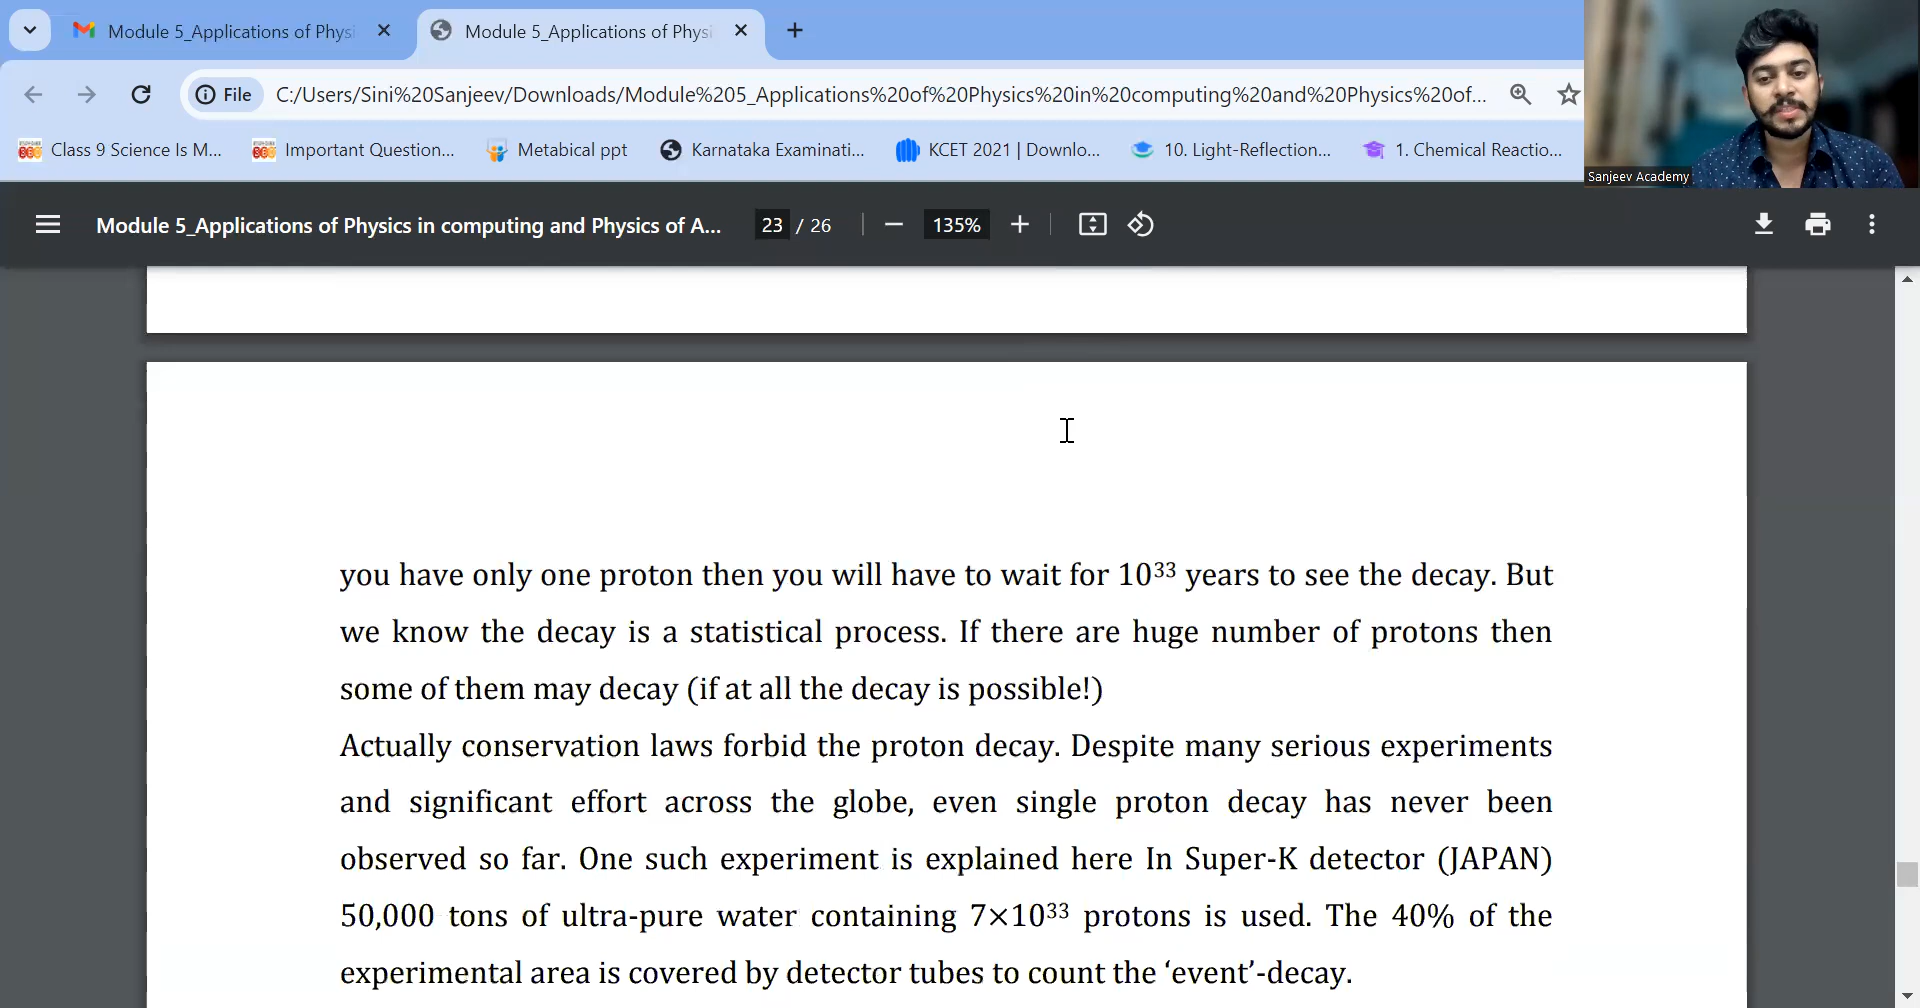 Module 5_Applications of Phys
Module 5_Applications of Physi
File
C:/Users/Sini%20Sanjeev/Downloads/Module%205_Applications%20of%20Physics%20in%20computing%20and%20Physics%20of...
Class 9 Science Is M...
Important Question...
Metabical ppt
Karnataka Examinati...
KCET 2021 | Downlo...
10. Light-Reflection...
1. Chemical Reactio...
Sanjeev Academy
Module 5_Applications of Physics in computing and Physics of A...
23 / 26
135%
you have only one proton then you will have to wait for 10³³ years to see the decay. But
we know the decay is a statistical process. If there are huge number of protons then
some of them may decay (if at all the decay is possible!)
Actually conservation laws forbid the proton decay. Despite many serious experiments
and significant effort across the globe, even single proton decay has never been
observed so far. One such experiment is explained here In Super-K detector (JAPAN)
50,000 tons of ultra-pure water containing 7×10³³ protons is used. The 40% of the
experimental area is covered by detector tubes to count the ‘event’-decay.